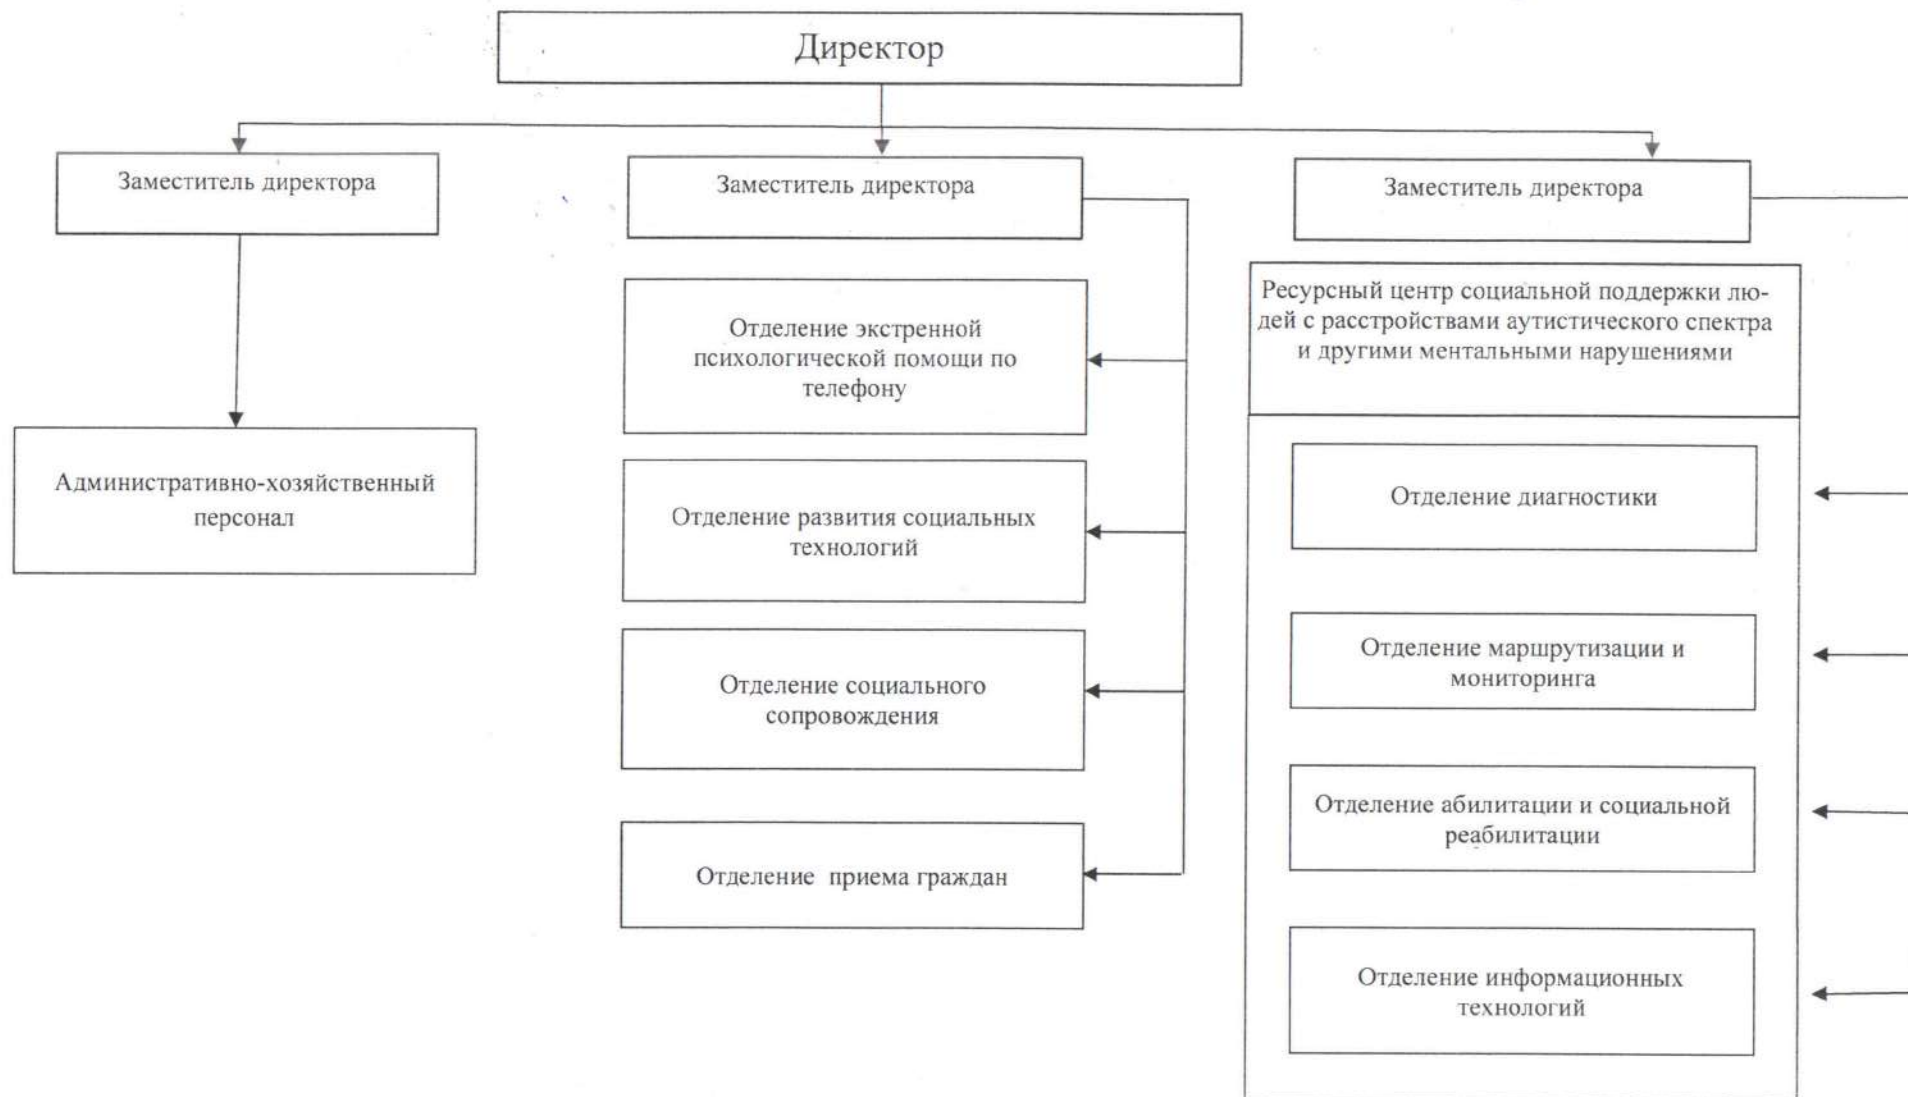 Директор
Заместитель директора
Заместитель директора
Заместитель директора
Административно-хозяйственный
персонал
Отделение экстренной
психологической помощи по
телефону
Отделение развития социальных
технологий
Отделение социального
сопровождения
Отделение приема граждан
Ресурсный центр социальной поддержки лю-
дей с расстройствами аутистического спектра
и другими ментальными нарушениями
Отделение диагностики
Отделение маршрутизации и
мониторинга
Отделение абилитации и социальной
реабилитации
Отделение информационных
технологий